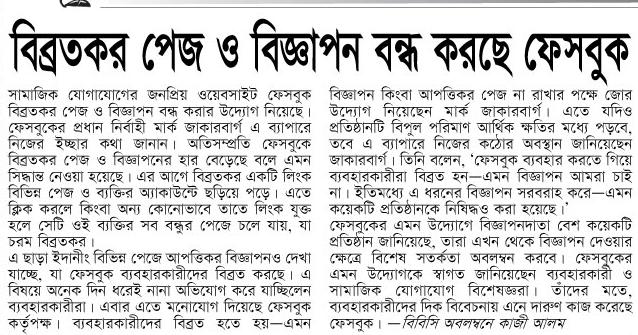 বিব্রতকর পেজ ও বিজ্ঞাপন বন্ধ করছে ফেসবুক
সামাজিক যোগাযোগের জনপ্রিয় ওয়েবসাইট ফেসবুক
বিব্রতকর পেজ ও বিজ্ঞাপন বন্ধ করার উদ্যোগ নিয়েছে।
ফেসবুকের প্রধান নির্বাহী মার্ক জাকারবার্গ এ ব্যাপারে
নিজের ইচ্ছার কথা জানান। অতিসম্প্রতি ফেসবুকে
বিব্রতকর পেজ ও বিজ্ঞাপনের হার বেড়েছে বলে এমন
সিদ্ধান্ত নেওয়া হয়েছে। এর আগে বিব্রতকর একটি লিংক
বিভিন্ন পেজ ও ব্যক্তির অ্যাকাউন্টে ছড়িয়ে পড়ে। এতে
ক্লিক করলে কিংবা অন্য কোনোভাবে তাতে লিংক যুক্ত
হলে সেটি ওই ব্যক্তির সব বন্ধুর পেজে চলে যায়, যা
চরম বিব্রতকর।
এ ছাড়া ইদানীং বিভিন্ন পেজে আপত্তিকর বিজ্ঞাপনও দেখা
যাচ্ছে, যা ফেসবুক ব্যবহারকারীদের বিব্রত করছে। এ
বিষয়ে অনেক দিন ধরেই নানা অভিযোগ করে যাচ্ছিলেন
ব্যবহারকারীরা। এবার এতে মনোযোগ দিয়েছে ফেসবুক
কর্তৃপক্ষ। ব্যবহারকারীদের বিব্রত হতে হয়—এমন
বিজ্ঞাপন কিংবা আপত্তিকর পেজ না রাখার পক্ষে জোর
উদ্যোগ নিয়েছেন মার্ক জাকারবার্গ। এতে যদিও
প্রতিষ্ঠানটি বিপুল পরিমাণ আর্থিক ক্ষতির মধ্যে পড়বে,
তবে এ ব্যাপারে নিজের কঠোর অবস্থান জানিয়েছেন
জাকারবার্গ। তিনি বলেন, ‘ফেসবুক ব্যবহার করতে গিয়ে
ব্যবহারকারীরা বিব্রত হন—এমন বিজ্ঞাপন আমরা চাই
না। ইতিমধ্যে এ ধরনের বিজ্ঞাপন সরবরাহ করে—এমন
কয়েকটি প্রতিষ্ঠানকে নিষিদ্ধও করা হয়েছে।’
ফেসবুকের এমন উদ্যোগে বিজ্ঞাপনদাতা বেশ কয়েকটি
প্রতিষ্ঠান জানিয়েছে, তারা এখন থেকে বিজ্ঞাপন দেওয়ার
ক্ষেত্রে বিশেষ সতর্কতা অবলম্বন করবে। ফেসবুকের
এমন উদ্যোগকে স্বাগত জানিয়েছেন ব্যবহারকারী ও
সামাজিক যোগাযোগ বিশেষজ্ঞরা। তাঁদের মতে,
ব্যবহারকারীদের দিক বিবেচনায় এনে দারুণ কাজ করেছে
ফেসবুক। —বিবিসি অবলম্বনে কাজী আলম